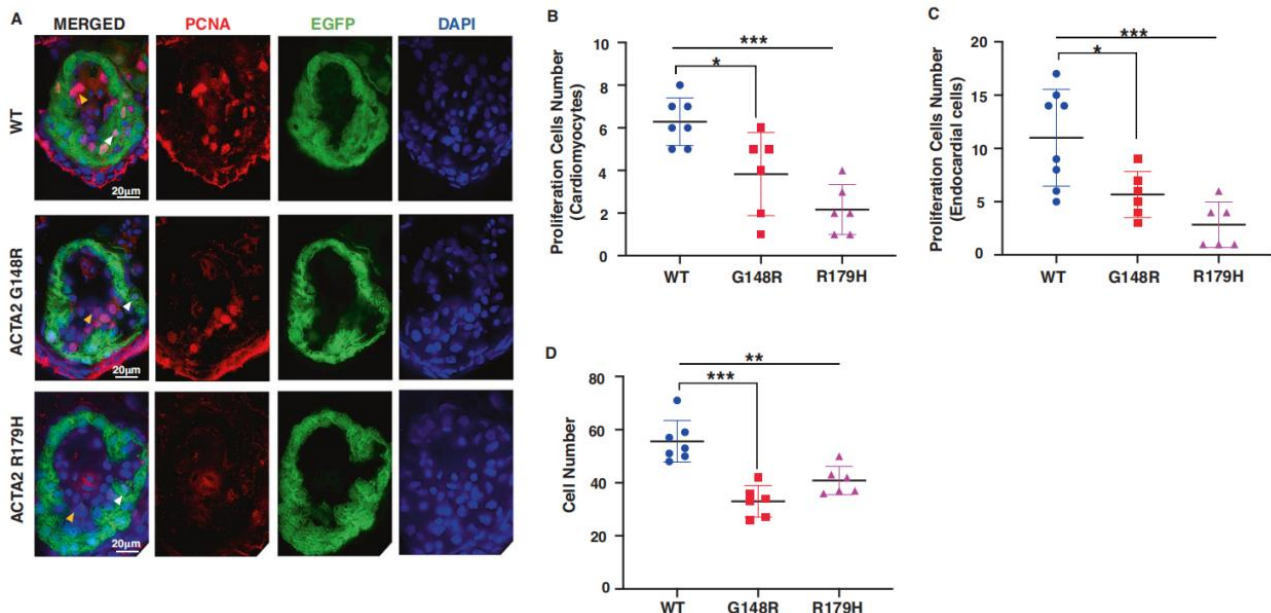 A MERGED PCNA EGFP DAPI
WT
20μm
ACTA2 G148R
20μm
ACTA2 R179H
20μm
B
Proliferation Cells Number
(Cardiomyocytes)
10
8
6
4
2
0
***
*
WT G148R R179H
C
Proliferation Cells Number
(Endocardial cells)
20
15
10
5
0
***
*
WT G148R R179H
D
Cell Number
80
60
40
20
0
**
***
WT G148R R179H